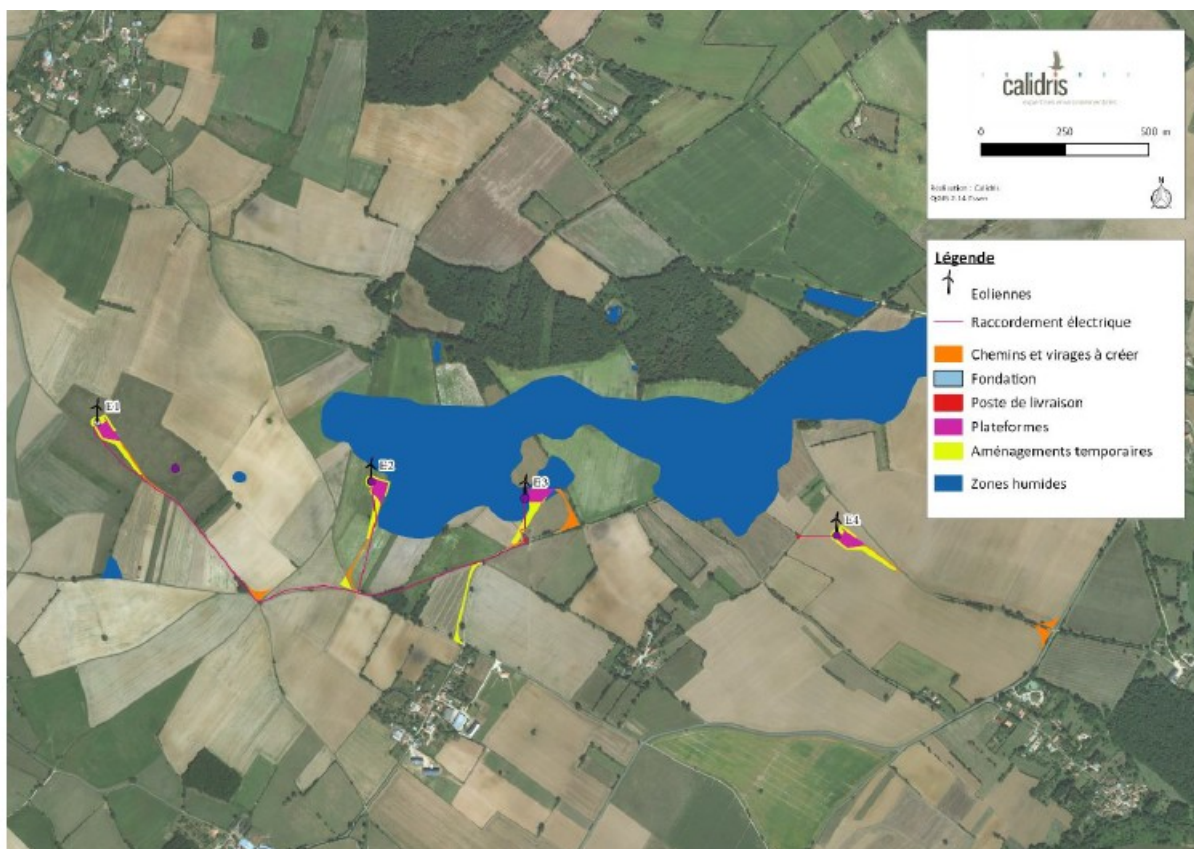 calidris
0 250 500 m
Réalisation : Calidris
N
Légende
Eoliennes
Raccordement électrique
Chemins et virages à créer
Fondation
Poste de livraison
Plateformes
Aménagements temporaires
Zones humides
E1
E2
E3
E4